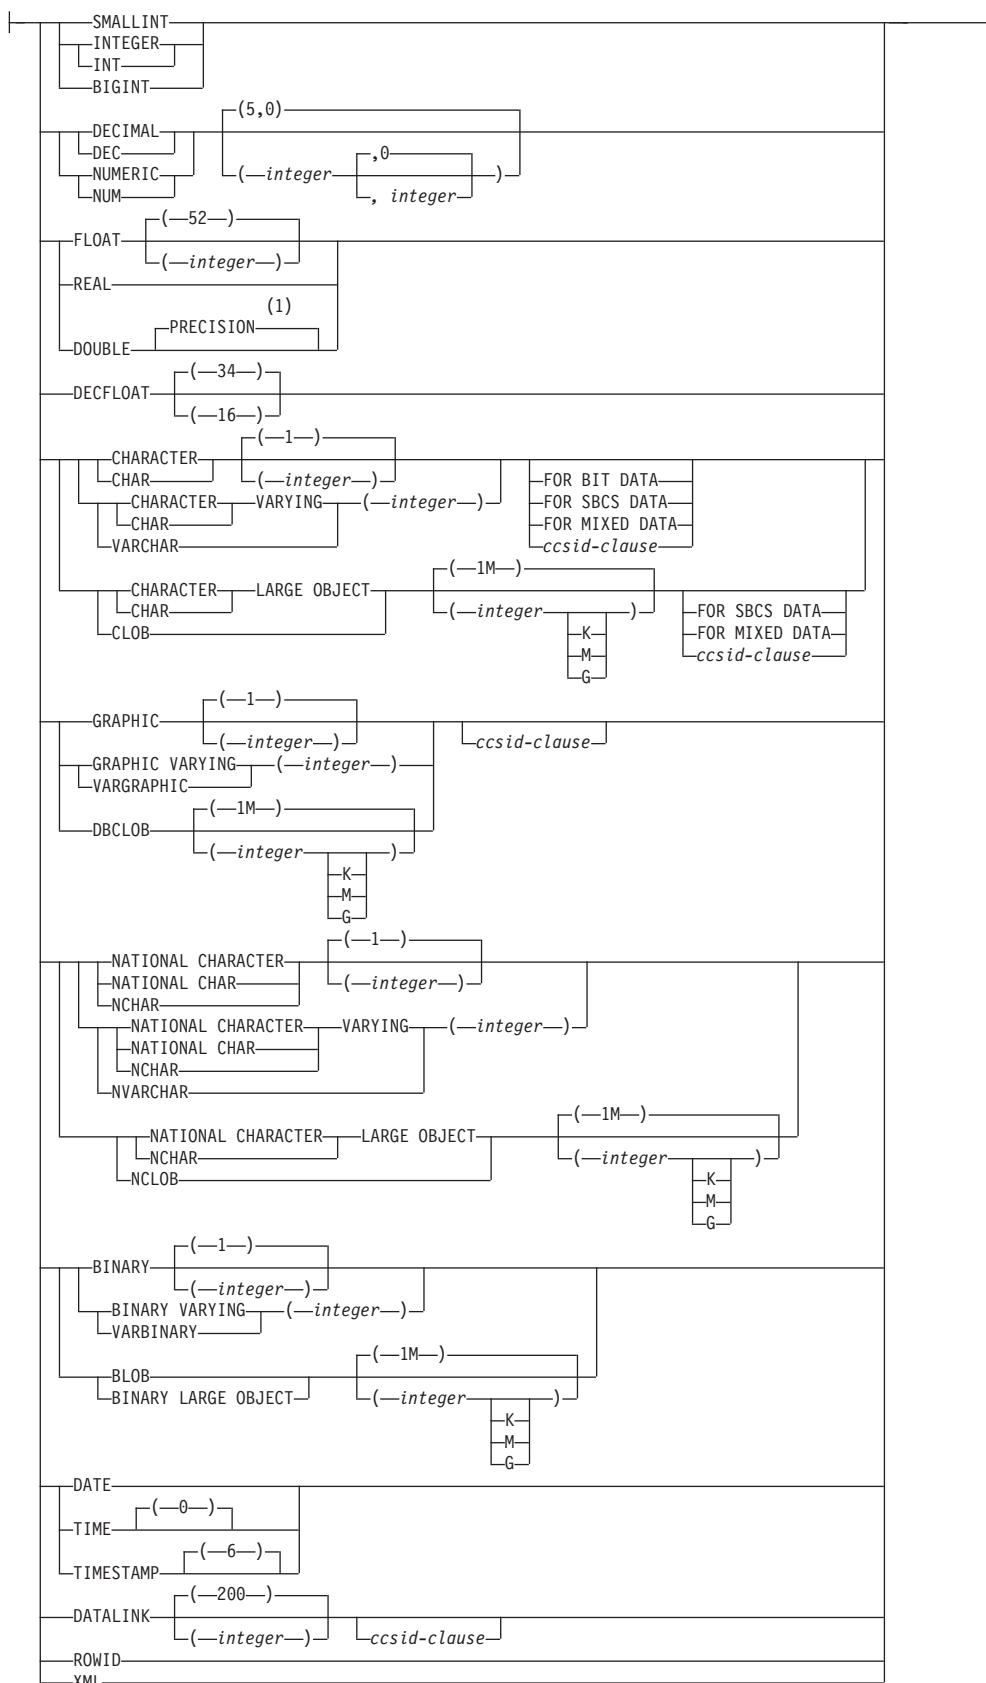 SMALLINT
INTEGER
INT
BIGINT
(5,0)
DECIMAL
DEC
,0
NUMERIC
( integer )
NUM
, integer
( 52 )
FLOAT
( integer )
REAL
(1)
PRECISION
DOUBLE
( 34 )
DECFLOAT
( 16 )
( 1 )
CHARACTER
CHAR
( integer )
FOR BIT DATA
CHARACTER VARYING ( integer )
FOR SBCS DATA
CHAR
FOR MIXED DATA
VARCHAR
ccsid-clause
( 1M )
CHARACTER LARGE OBJECT
CHAR
( integer )
FOR SBCS DATA
CLOB
K
FOR MIXED DATA
M
ccsid-clause
G
( 1 )
GRAPHIC
( integer )
ccsid-clause
GRAPHIC VARYING ( integer )
VARGRAPHIC
( 1M )
DBCLOB
( integer )
K
M
G
( 1 )
NATIONAL CHARACTER
NATIONAL CHAR
( integer )
NCHAR
NATIONAL CHARACTER VARYING ( integer )
NATIONAL CHAR
NCHAR
NVARCHAR
( 1M )
NATIONAL CHARACTER LARGE OBJECT
NCHAR
( integer )
NCLOB
K
M
G
( 1 )
BINARY
( integer )
BINARY VARYING ( integer )
VARBINARY
( 1M )
BLOB
BINARY LARGE OBJECT
( integer )
K
M
G
DATE
( 0 )
TIME
( 6 )
TIMESTAMP
( 200 )
DATALINK
( integer )
ccsid-clause
ROWID
XML